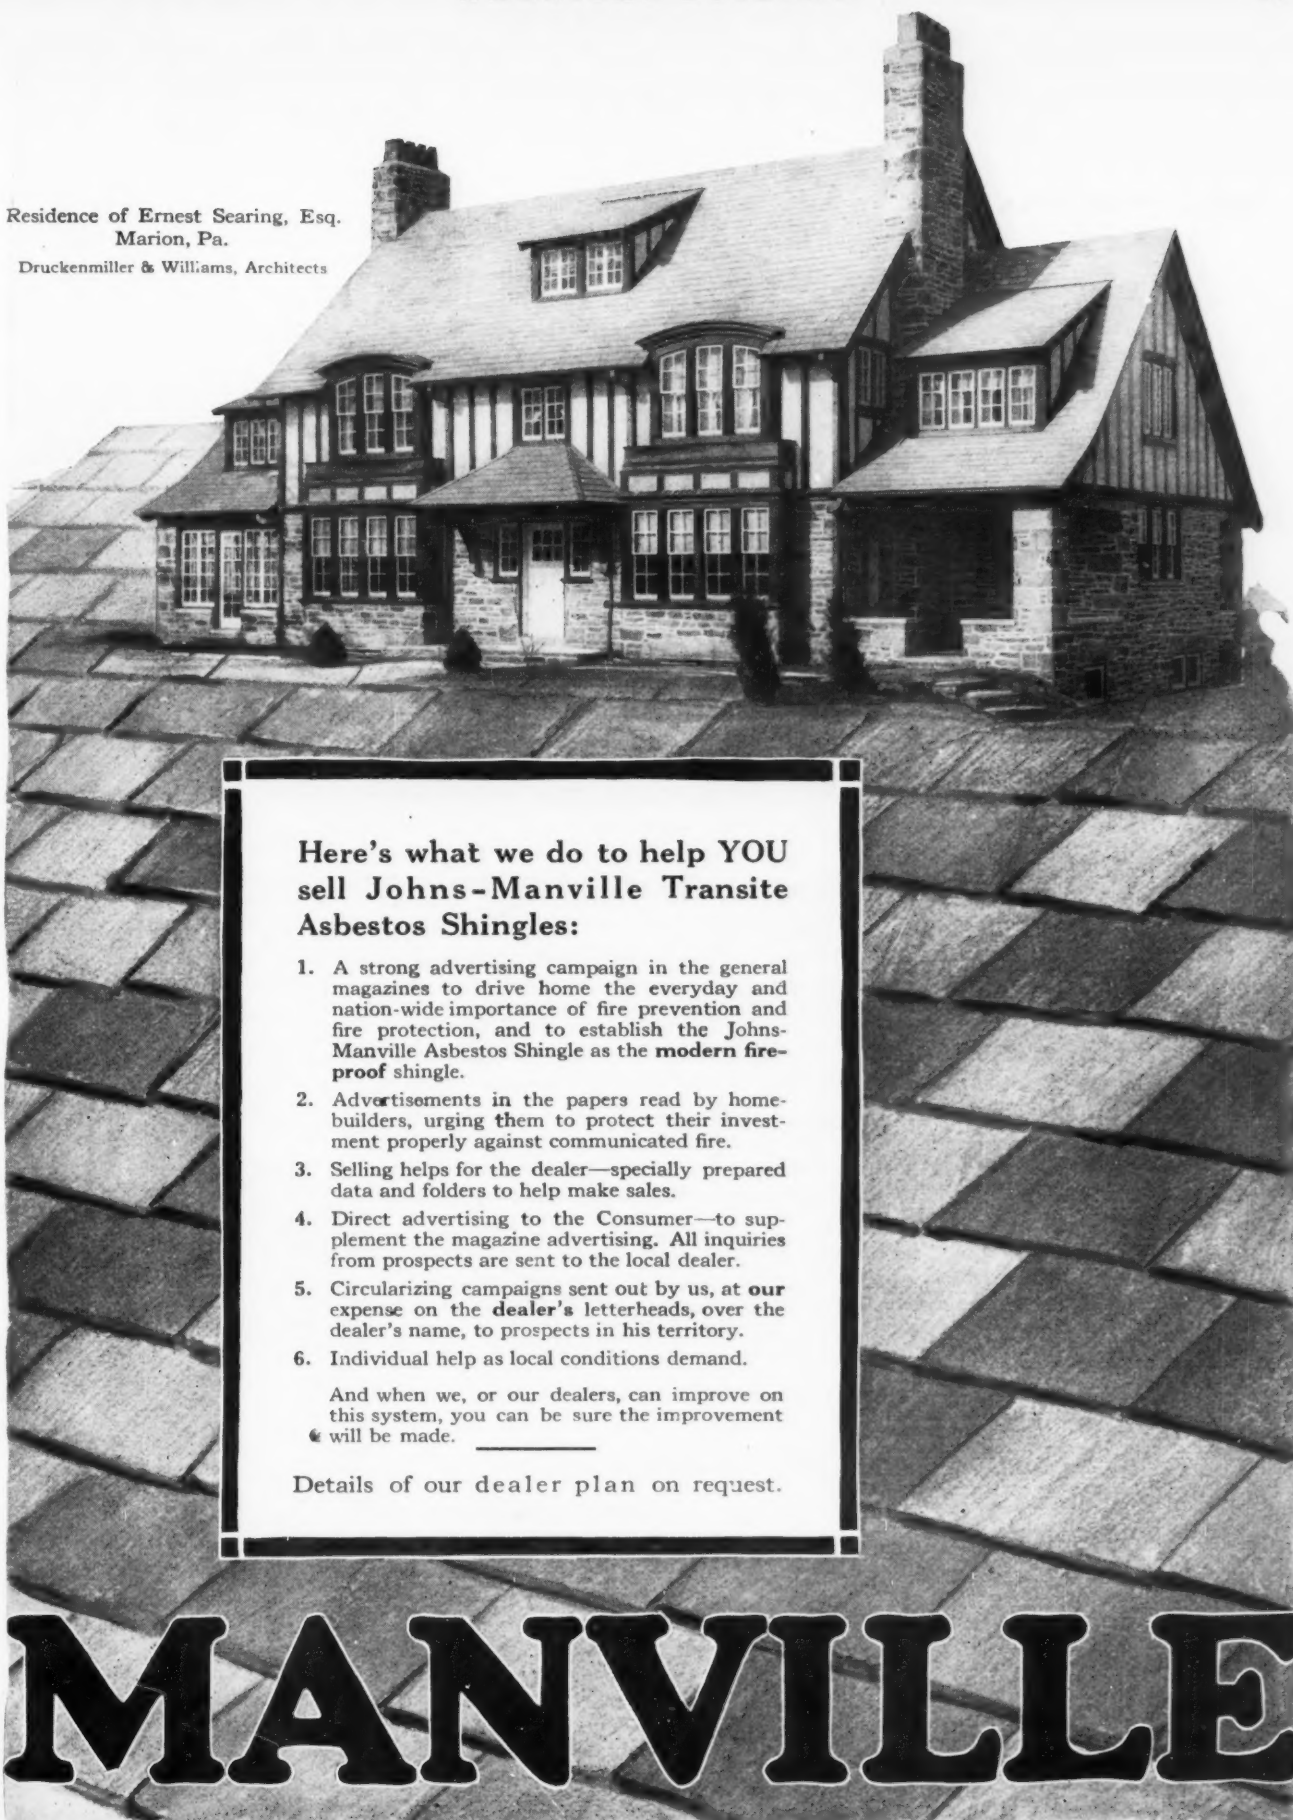 Residence of Ernest Searing, Esq.
Marion, Pa.
Druckenmiller & Williams, Architects
Here's what we do to help YOU
sell Johns-Manville Transite
Asbestos Shingles:
1. A strong advertising campaign in the general
magazines to drive home the everyday and
nation-wide importance of fire prevention and
fire protection, and to establish the Johns-
Manville Asbestos Shingle as the modern fire-
proof shingle.
2. Advertisements in the papers read by home-
builders, urging them to protect their invest-
ment properly against communicated fire.
3. Selling helps for the dealer—specially prepared
data and folders to help make sales.
4. Direct advertising to the Consumer—to sup-
plement the magazine advertising. All inquiries
from prospects are sent to the local dealer.
5. Circularizing campaigns sent out by us, at our
expense on the dealer's letterheads, over the
dealer's name, to prospects in his territory.
6. Individual help as local conditions demand.
And when we, or our dealers, can improve on
this system, you can be sure the improvement
will be made.
Details of our dealer plan on request.
MANVILLE